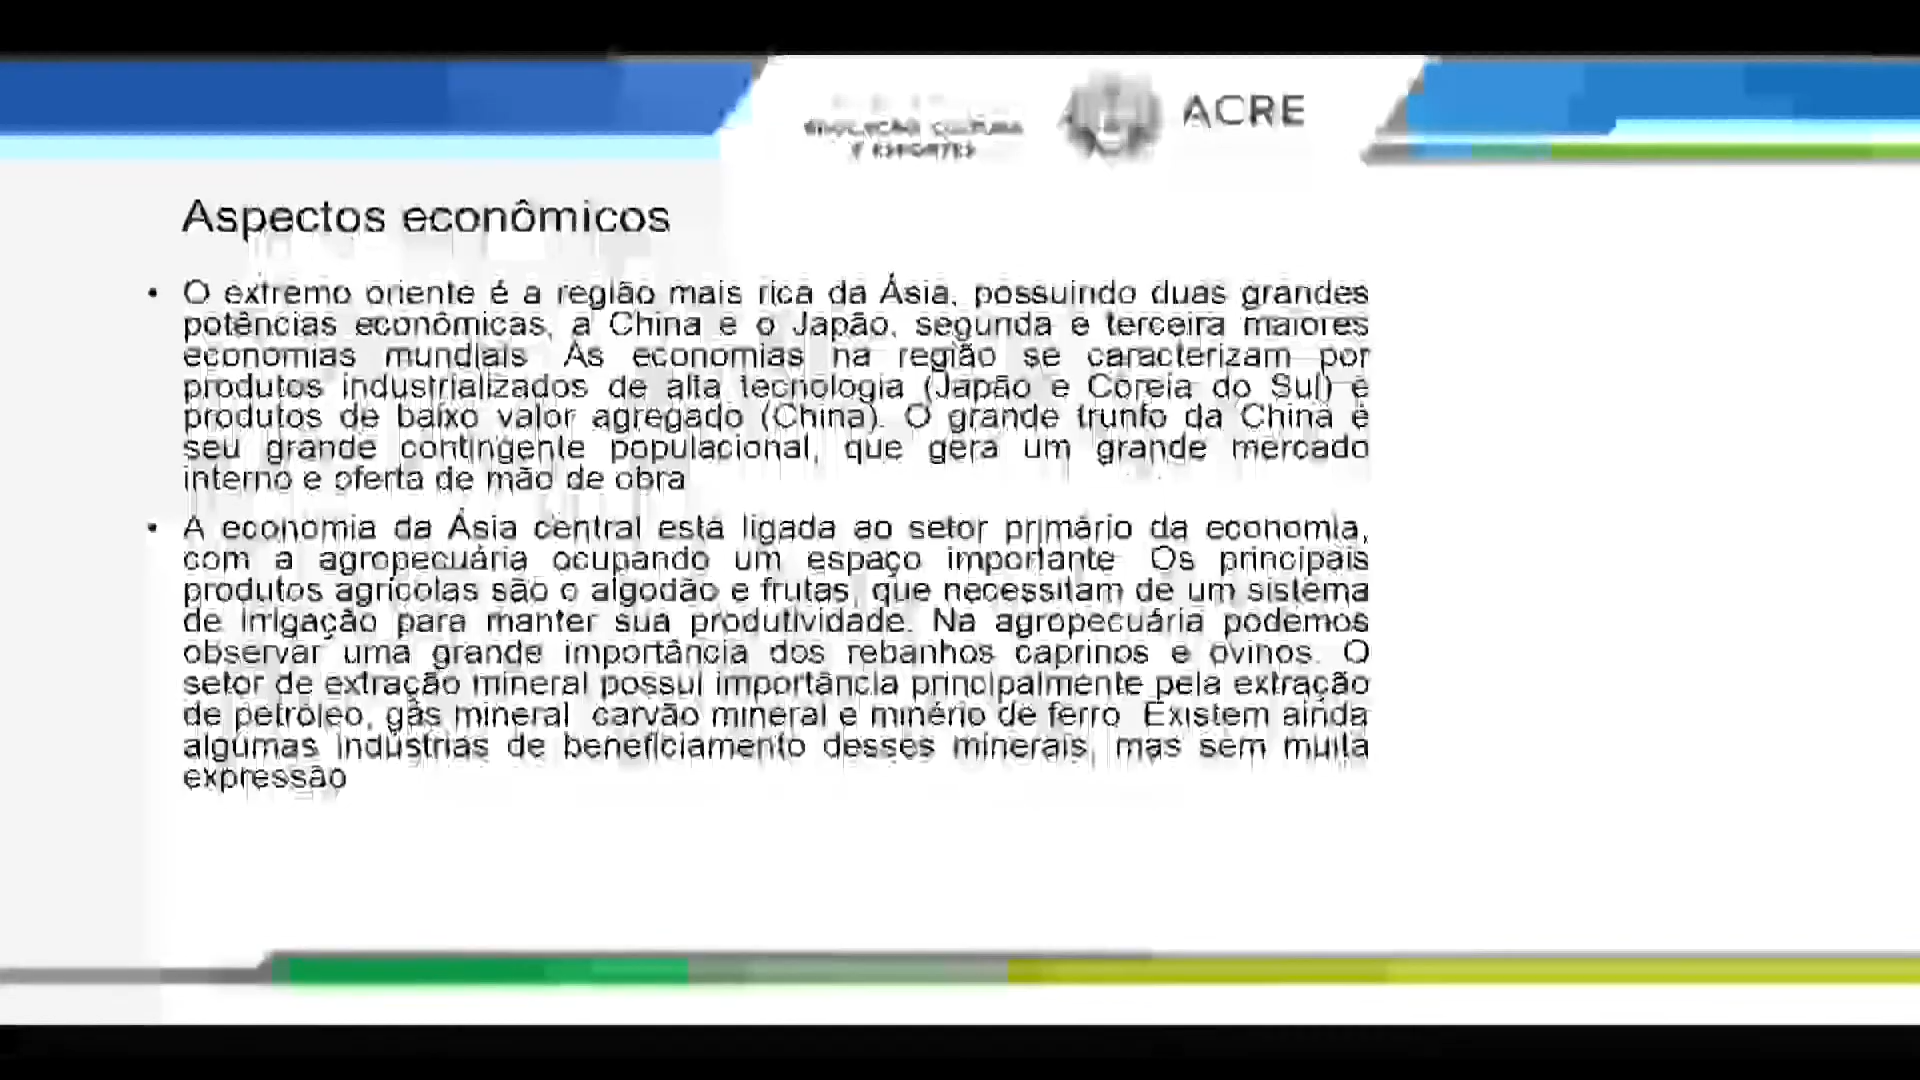 EDUCAÇÃO, CULTURA
E ESPORTES
ACRE
Aspectos econômicos
• O extremo oriente é a região mais rica da Ásia, possuindo duas grandes
potências econômicas, a China e o Japão, segunda e terceira maiores
economias mundiais. As economias na região se caracterizam por
produtos industrializados de alta tecnologia (Japão e Coreia do Sul) e
produtos de baixo valor agregado (China). O grande trunfo da China é
seu grande contingente populacional, que gera um grande mercado
interno e oferta de mão de obra
• A economia da Ásia central está ligada ao setor primário da economia,
com a agropecuária ocupando um espaço importante. Os principais
produtos agrícolas são o algodão e frutas, que necessitam de um sistema
de irrigação para manter sua produtividade. Na agropecuária podemos
observar uma grande importância dos rebanhos caprinos e ovinos. O
setor de extração mineral possui importância principalmente pela extração
de petróleo, gás mineral, carvão mineral e minério de ferro. Existem ainda
algumas indústrias de beneficiamento desses minerais, mas sem muita
expressão